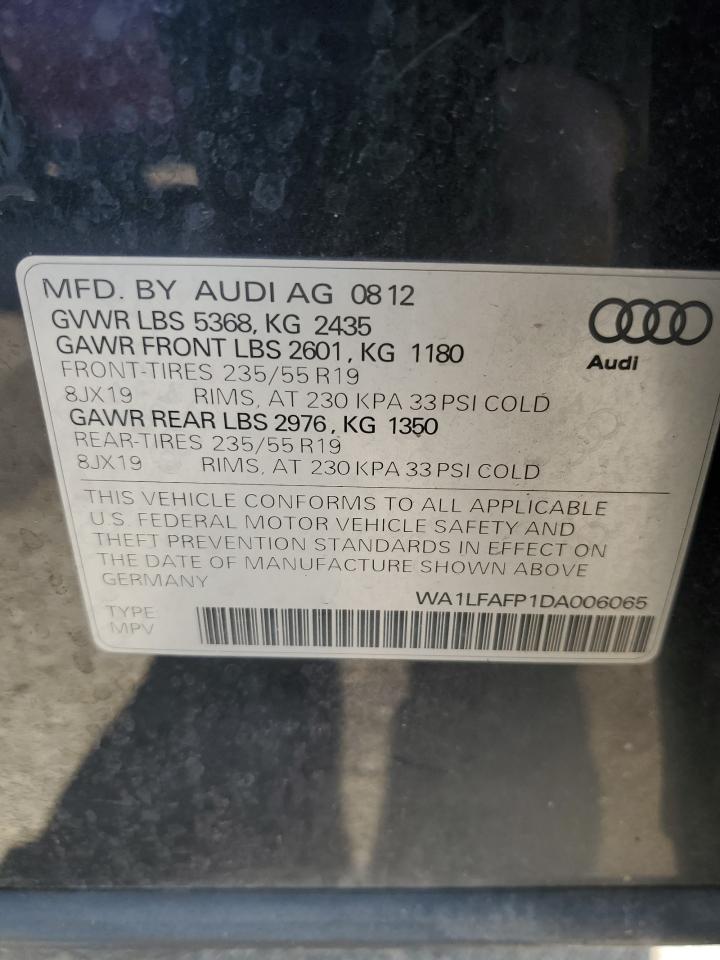 MFD. BY AUDI AG 08 12
GVWR LBS 5368, KG 2435
GAWR FRONT LBS 2601, KG 1180
FRONT-TIRES 235/55 R19
8JX19 RIMS, AT 230 KPA 33 PSI COLD
GAWR REAR LBS 2976, KG 1350
REAR-TIRES 235/55 R19
8JX19 RIMS, AT 230 KPA 33 PSI COLD
Audi
THIS VEHICLE CONFORMS TO ALL APPLICABLE
U.S. FEDERAL MOTOR VEHICLE SAFETY AND
THEFT PREVENTION STANDARDS IN EFFECT ON
THE DATE OF MANUFACTURE SHOWN ABOVE
GERMANY
WA1LFAFP1DA006065
TYPE
MPV